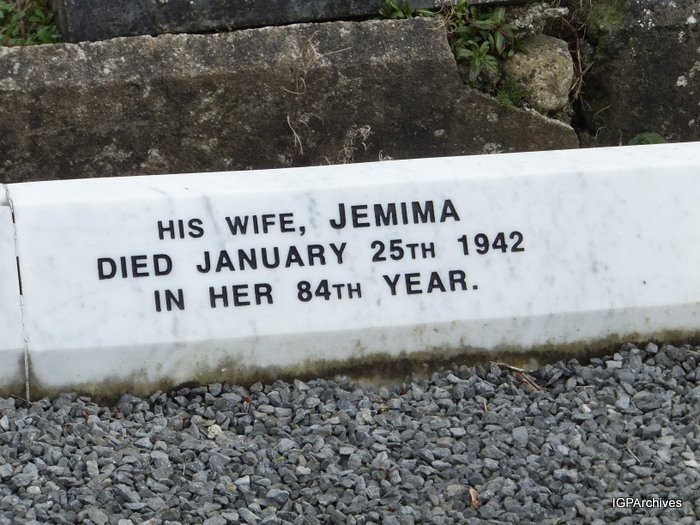 HIS WIFE, JEMIMA
DIED JANUARY 25TH 1942
IN HER 84TH YEAR.
IGPArchives